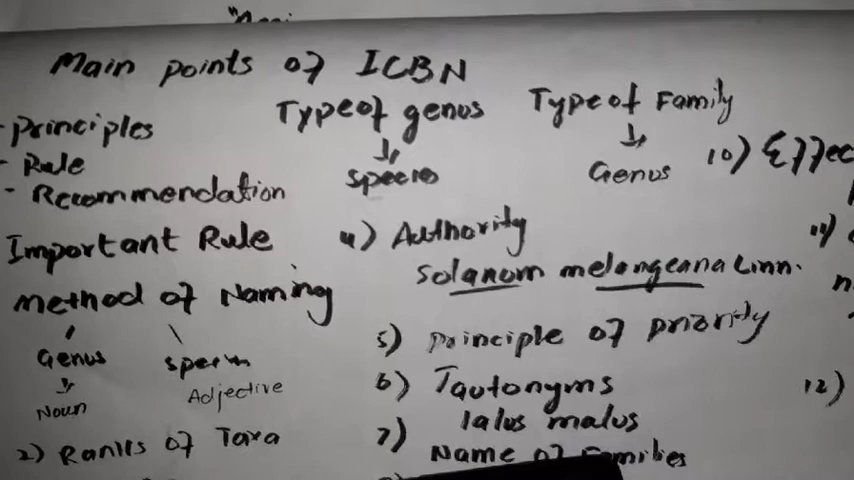 Main points of ICBN
- Principles
- Rule
- Recommendation
Important Rule
method of Naming
Genus
Noun
Adjective
2) Ranks of Taxa
Type of genus
species
Type of Family
Genus
4) Authority
Solanum melongeana Linn.
5) principle of priority
6) Tautonyms
malus
7)
Name of Families
10) Effec
11)
12)